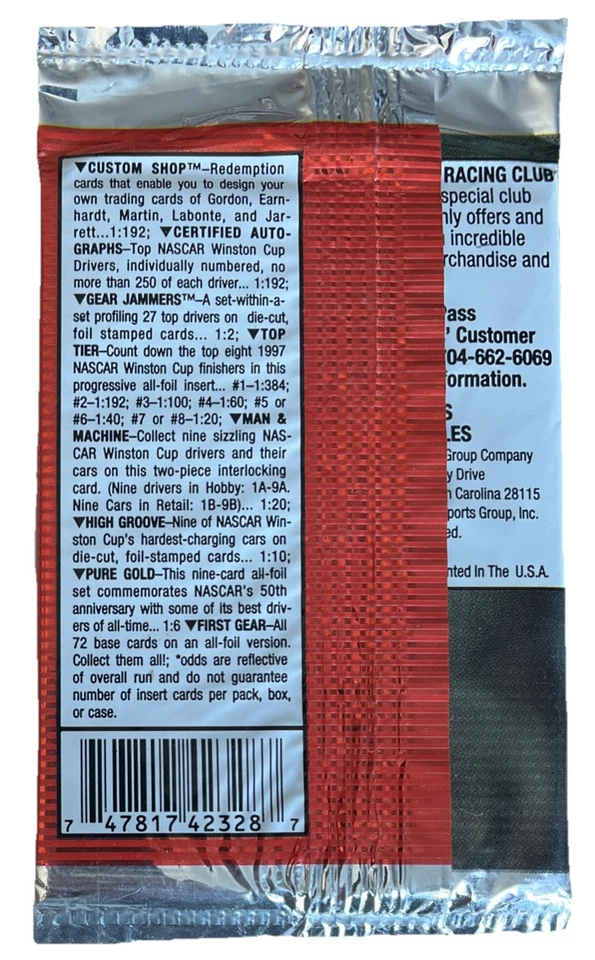 ▼CUSTOM SHOP™–Redemption
cards that enable you to design your
own trading cards of Gordon, Earn-
hardt, Martin, Labonte, and Jar-
rett...1:192; ▼CERTIFIED AUTO-
GRAPHS–Top NASCAR Winston Cup
Drivers, individually numbered, no
more than 250 of each driver... 1:192;
▼GEAR JAMMERS™–A set-within-a-
set profiling 27 top drivers on die-cut,
foil stamped cards... 1:2; ▼TOP
TIER–Count down the top eight 1997
NASCAR Winston Cup finishers in this
progressive all-foil insert... #1–1:384;
#2–1:192; #3–1:100; #4–1:60; #5 or
#6–1:40; #7 or #8–1:20; ▼MAN &
MACHINE–Collect nine sizzling NAS-
CAR Winston Cup drivers and their
cars on this two-piece interlocking
card. (Nine drivers in Hobby: 1A-9A.
Nine Cars in Retail: 1B-9B)... 1:20;
▼HIGH GROOVE–Nine of NASCAR Win-
ston Cup's hardest-charging cars on
die-cut, foil-stamped cards... 1:10;
▼PURE GOLD–This nine-card all-foil
set commemorates NASCAR's 50th
anniversary with some of its best driv-
ers of all-time... 1:6 ▼FIRST GEAR–All
72 base cards on an all-foil version.
Collect them all!; *odds are reflective
of overall run and do not guarantee
number of insert cards per pack, box,
or case.
7 47817 42328 7
RACING CLUB
special club
nly offers and
incredible
rchandise and
ass
' Customer
704-662-6069
ormation.
S
LES
Group Company
y Drive
n Carolina 28115
ports Group, Inc.
ed.
nted In The U.S.A.